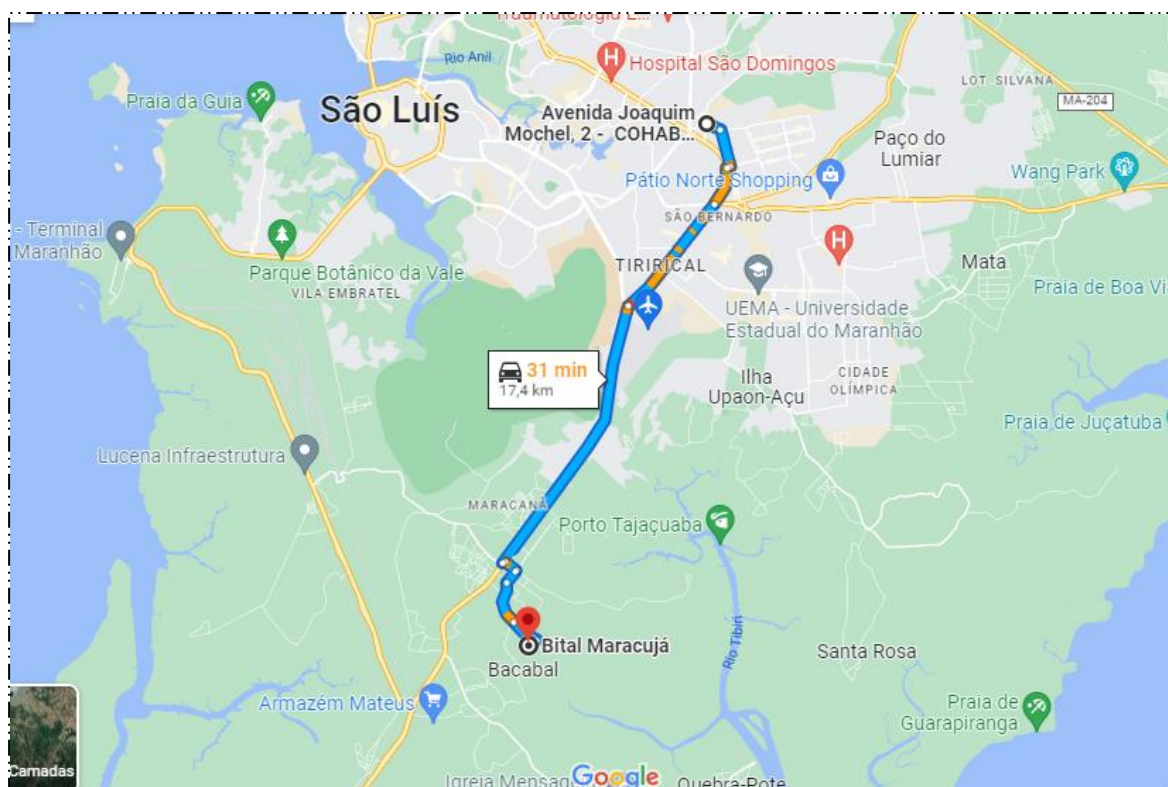 Traumatologia E...
Rio Anil
Hospital São Domingos
LOT SILVANA
Praia da Guia
São Luís
MA-204
Avenida Joaquim
Mochel, 2 - COHAB...
Paço do
Lumiar
Wang Park
Pátio Norte Shopping
SÃO BERNARDO
- Terminal
Maranhão
TIRIRICAL
Mata
Parque Botânico da Vale
VILA EMBRATEL
Praia de Boa Vi
UEMA - Universidade
Estadual do Maranhão
31 min
17,4 km
Ilha
Upaon-Açu
CIDADE
OLÍMPICA
Praia de Juçatuba
Lucena Infraestrutura
MARACANÃ
Porto Tajaçuaba
Rio Tibiri
Bital Maracujá
Bacabal
Santa Rosa
Armazém Mateus
Praia de
Guarapiranga
Camadas
Igreja Mensag
Google
Quebra-Pote